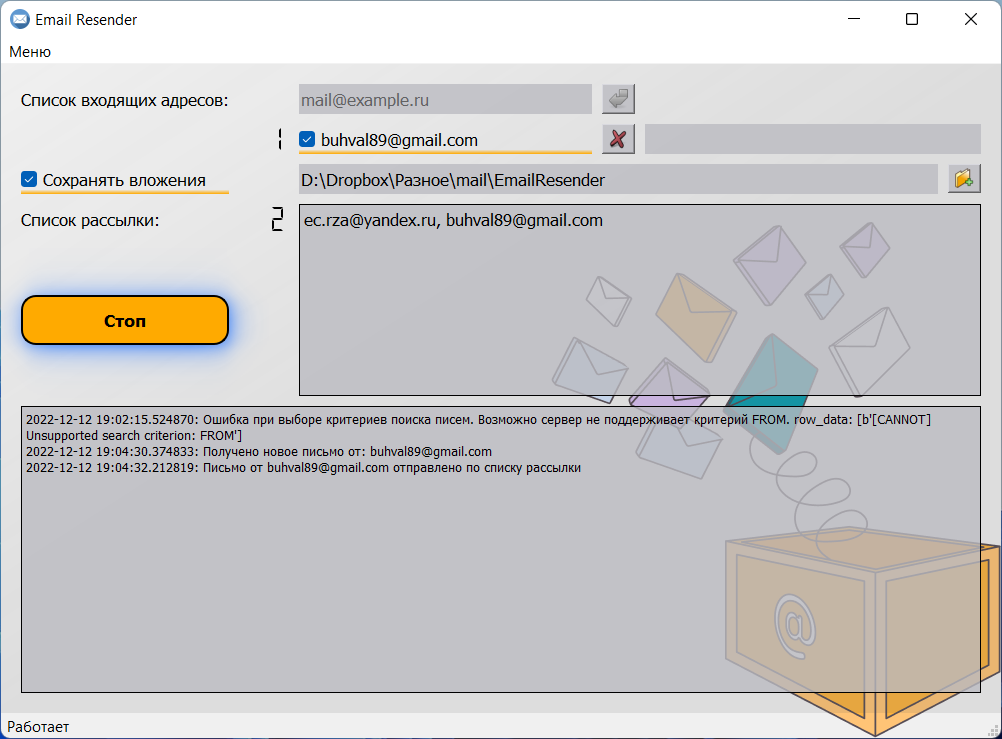 Email Resender
Меню
Список входящих адресов:
mail@example.ru
1
buhval89@gmail.com
Сохранять вложения
D:\Dropbox\Разное\mail\EmailResender
Список рассылки:
2
ec.rza@yandex.ru, buhval89@gmail.com
Стоп
2022-12-12 19:02:15.524870: Ошибка при выборе критериев поиска писем. Возможно сервер не поддерживает критерий FROM. row_data: [b'[CANNOT]
Unsupported search criterion: FROM']
2022-12-12 19:04:30.374833: Получено новое письмо от: buhval89@gmail.com
2022-12-12 19:04:32.212819: Письмо от buhval89@gmail.com отправлено по списку рассылки
@
Работает